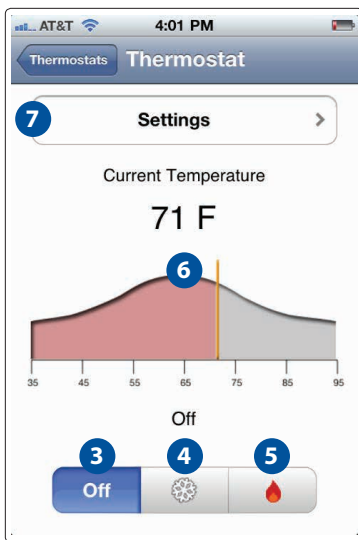 AT&T 4:01 PM
Thermostats Thermostat
7 Settings
Current Temperature
71 F
6
35 45 55 65 75 85 95
Off
3 4 5
Off